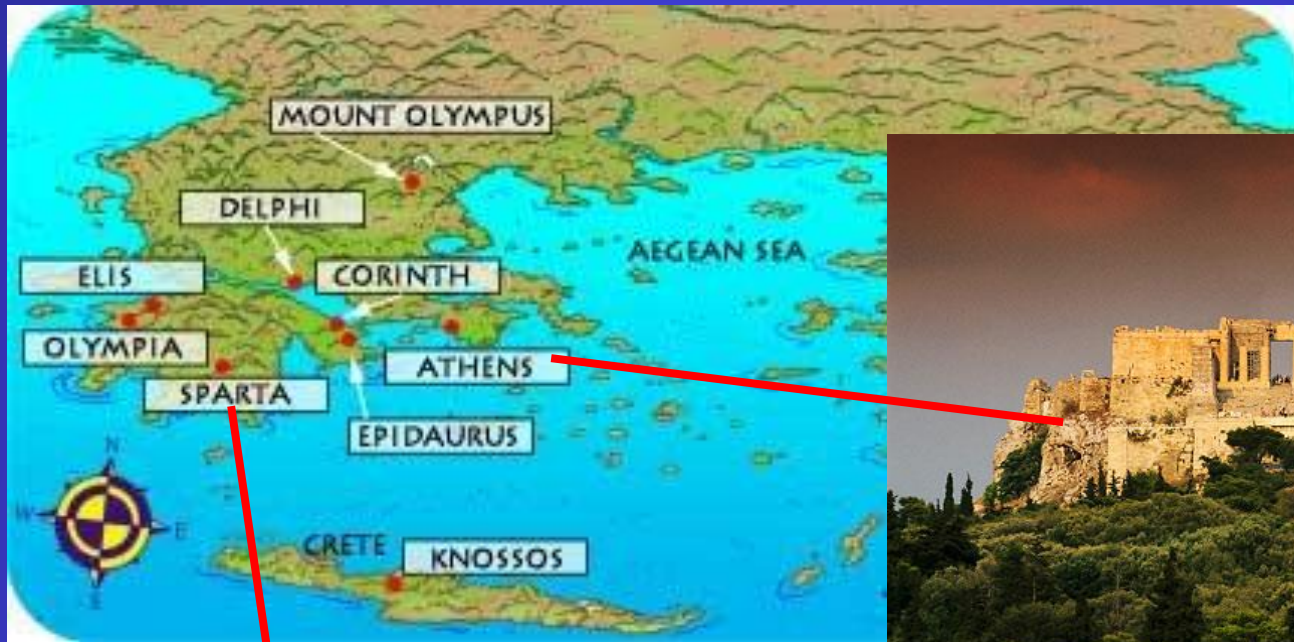 MOUNT OLYMPUS
DELPHI
AEGEAN SEA
ELIS
CORINTH
OLYMPIA
ATHENS
SPARTA
EPIDAURUS
N
W
E
S
CRETE
KNOSSOS